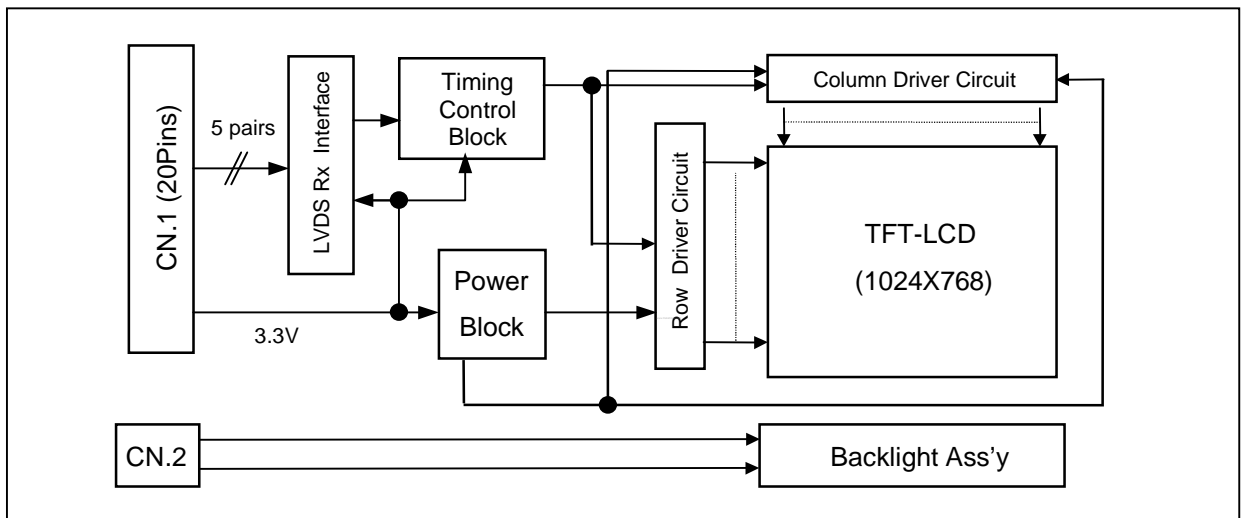 CN.1 (20Pins)
5 pairs
LVDS Rx Interface
Timing
Control
Block
3.3V
Power
Block
Row Driver Circuit
Column Driver Circuit
TFT-LCD
(1024X768)
CN.2
Backlight Ass'y